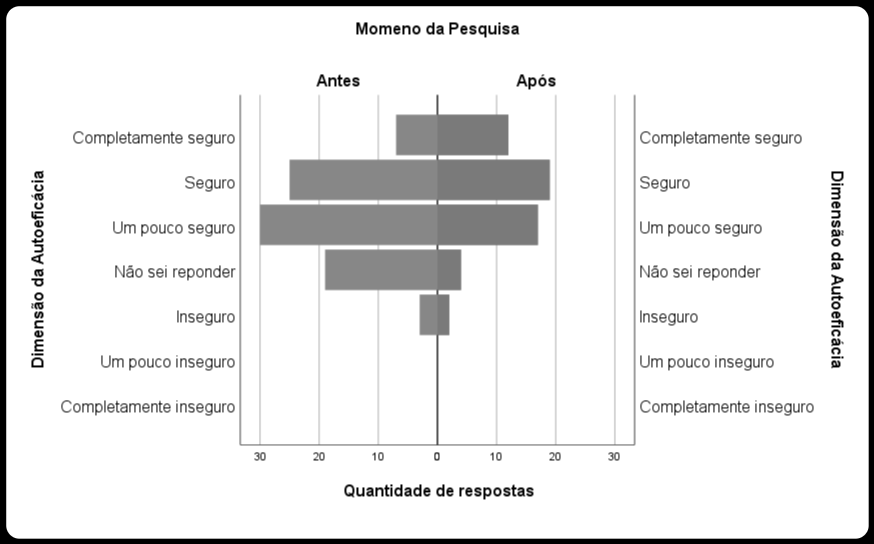 Momeno da Pesquisa
Antes
Após
Completamente seguro
Completamente seguro
Seguro
Seguro
Um pouco seguro
Um pouco seguro
Não sei reponder
Não sei reponder
Inseguro
Inseguro
Um pouco inseguro
Um pouco inseguro
Completamente inseguro
Completamente inseguro
Dimensão da Autoeficácia
Dimensão da Autoeficácia
30 20 10 0 10 20 30
Quantidade de respostas